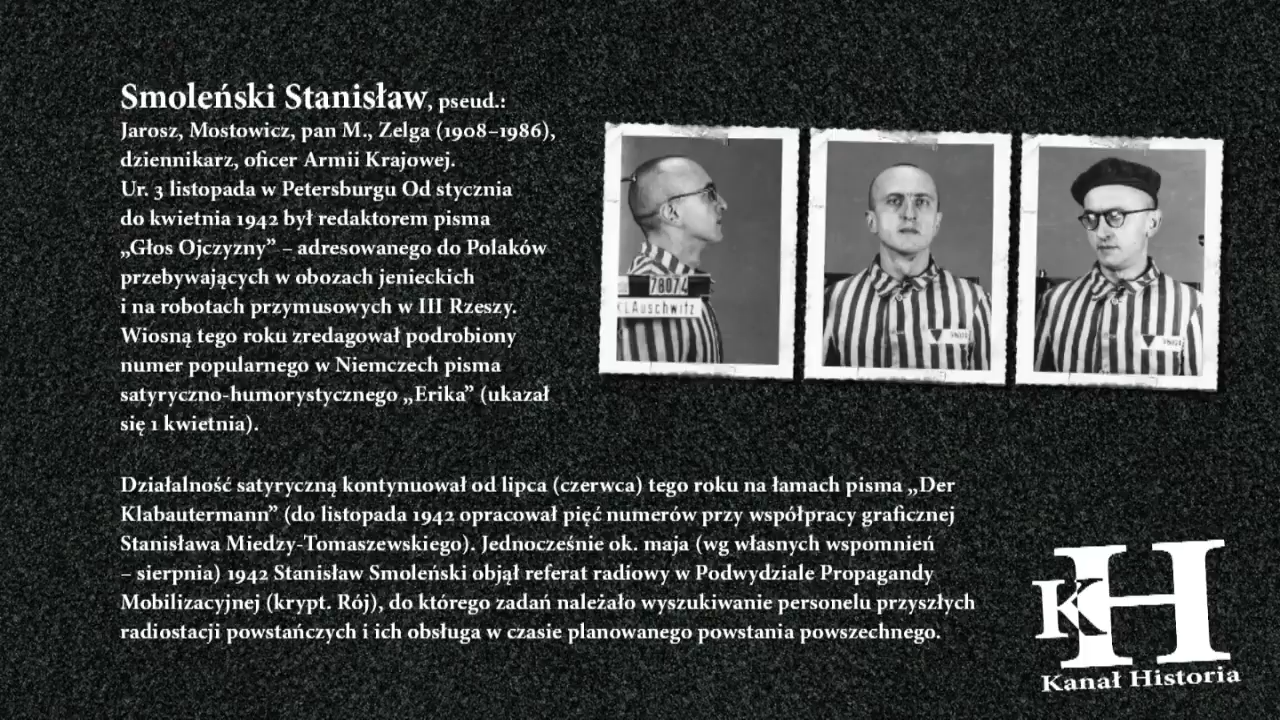 Smoleński Stanisław, pseud.:
Jarosz, Mostowicz, pan M., Zelga (1908–1986),
dziennikarz, oficer Armii Krajowej.
Ur. 3 listopada w Petersburgu Od stycznia
do kwietnia 1942 był redaktorem pisma
„Głos Ojczyzny” – adresowanego do Polaków
przebywających w obozach jenieckich
i na robotach przymusowych w III Rzeszy.
Wiosną tego roku zredagował podrobiony
numer popularnego w Niemczech pisma
satyryczno-humorystycznego „Erika” (ukazał
się 1 kwietnia).
78074
KLAuschwitz
Działalność satyryczną kontynuował od lipca (czerwca) tego roku na łamach pisma „Der
Klabautermann” (do listopada 1942 opracował pięć numerów przy współpracy graficznej
Stanisława Miedzy-Tomaszewskiego). Jednocześnie ok. maja (wg własnych wspomnień
– sierpnia) 1942 Stanisław Smoleński objął referat radiowy w Podwydziale Propagandy
Mobilizacyjnej (krypt. Rój), do którego zadań należało wyszukiwanie personelu przyszłych
radiostacji powstańczych i ich obsługa w czasie planowanego powstania powszechnego.
KH
Kanał Historia